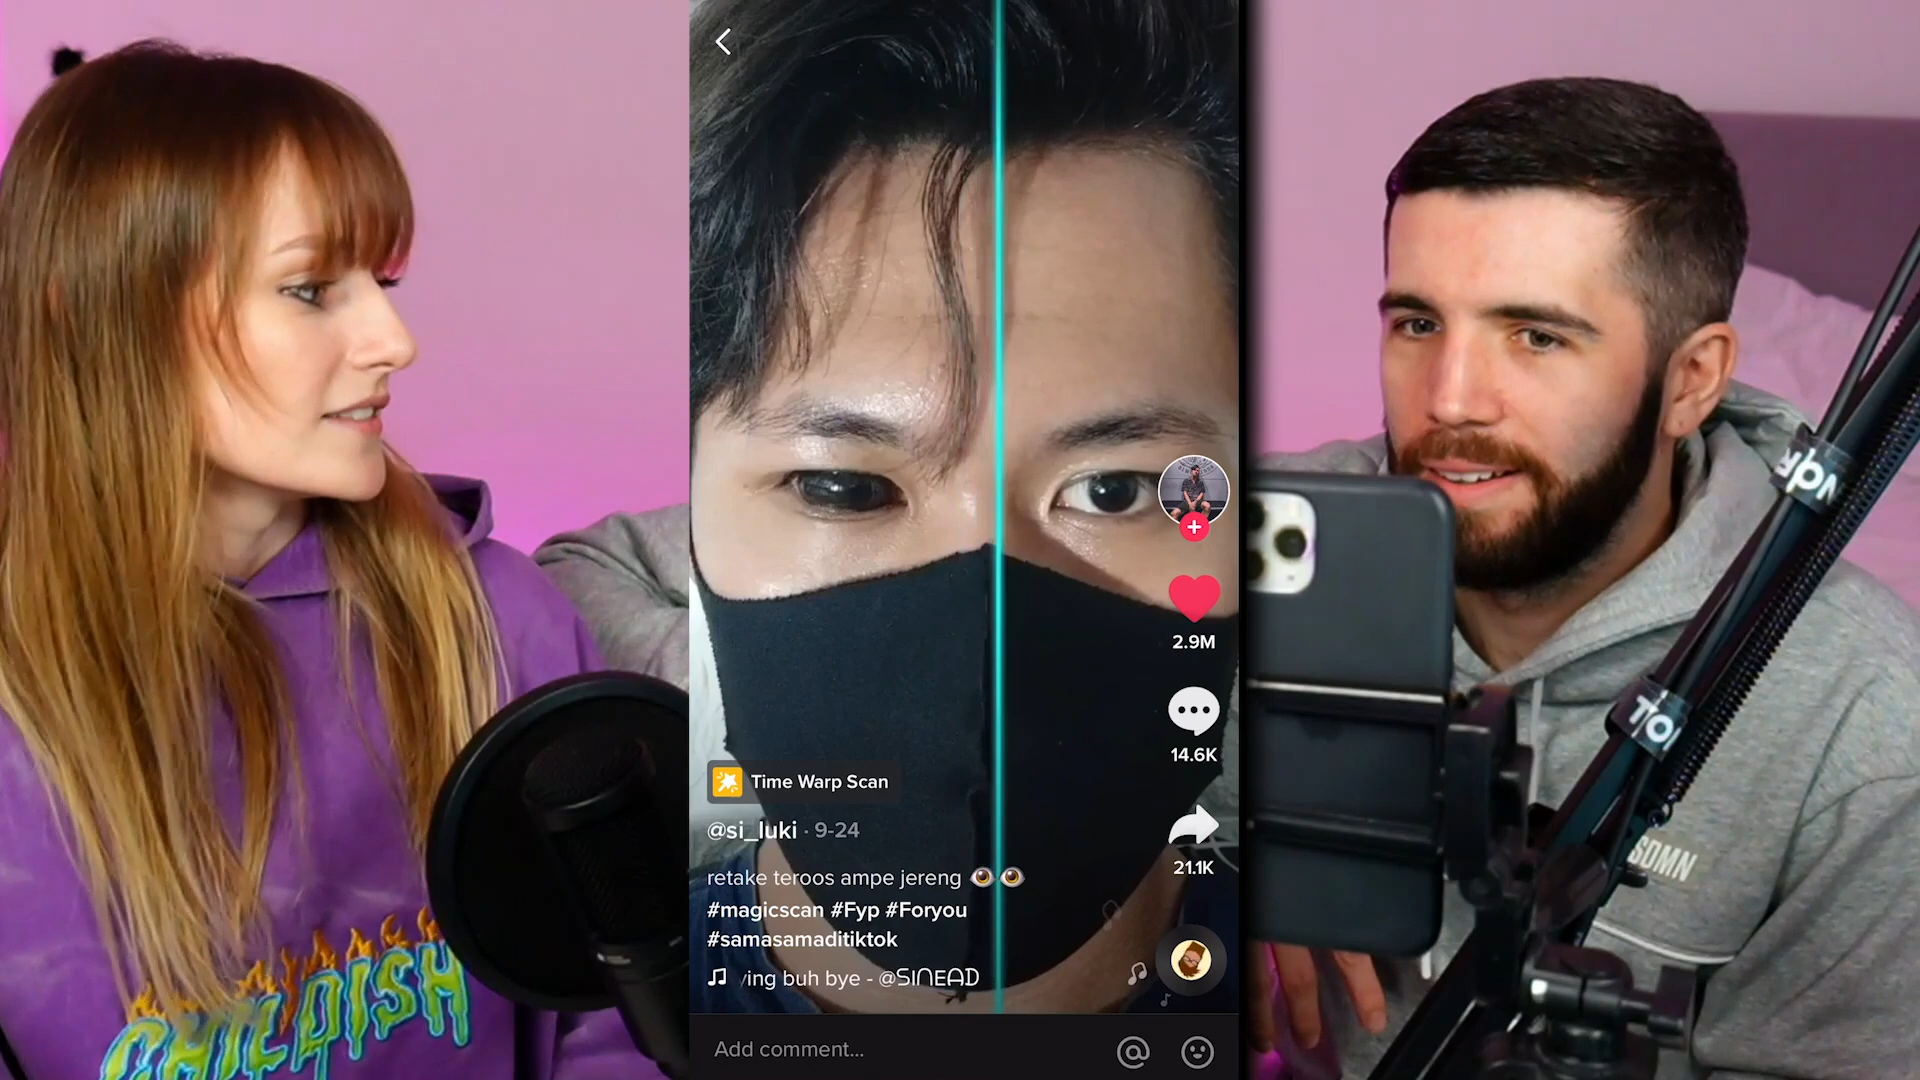 2.9M
14.6K
Time Warp Scan
@si_luki · 9-24
21.1K
retake teroos ampe jereng 👁️👁️
#magicscan #Fyp #Foryou
#samasamaditiktok
ying buh bye - @SINEAD
Add comment...
CHILDISH
SDMN